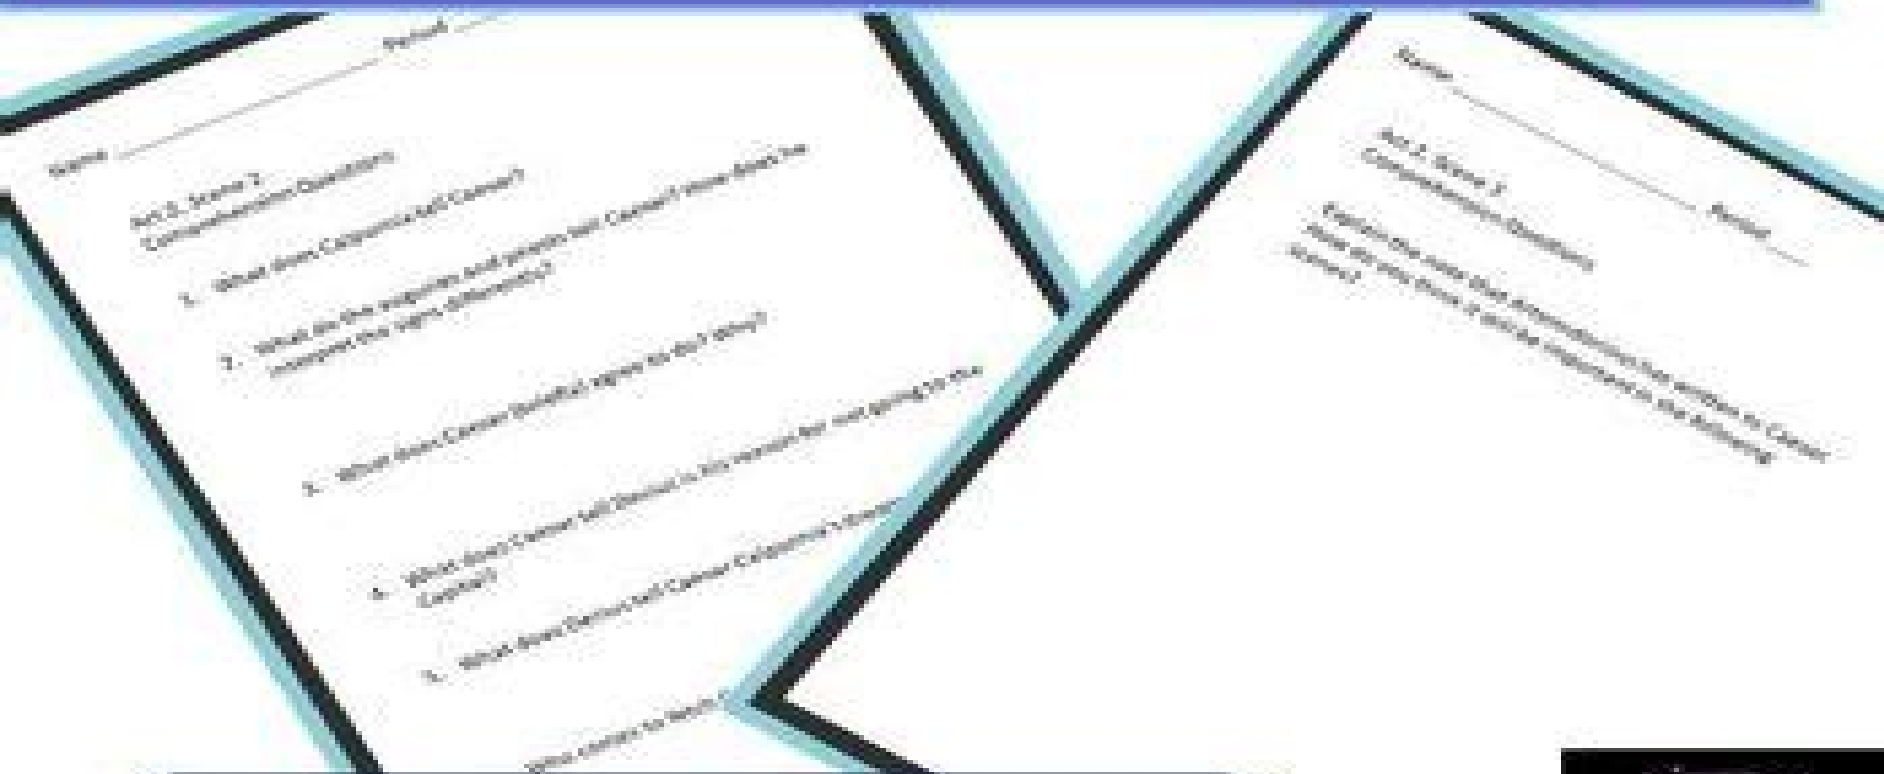 Name Period
Act 2, Scene 2
Comprehension Questions
1. What does Calpurnia tell Caesar?
2. What do the augurers and priests tell Caesar? How does he
interpret the signs differently?
3. What does Caesar (briefly) agree to do? Why?
4. What does Caesar tell Decius is his reason for not going to the
Capitol?
5. What does Decius tell Caesar Calpurnia's
Who comes to fetch
Name Period
Act 2, Scene 3
Comprehension Questions
Explain the note that Artemidorus has written to Caesar.
How do you think it will be important in the following
scenes?